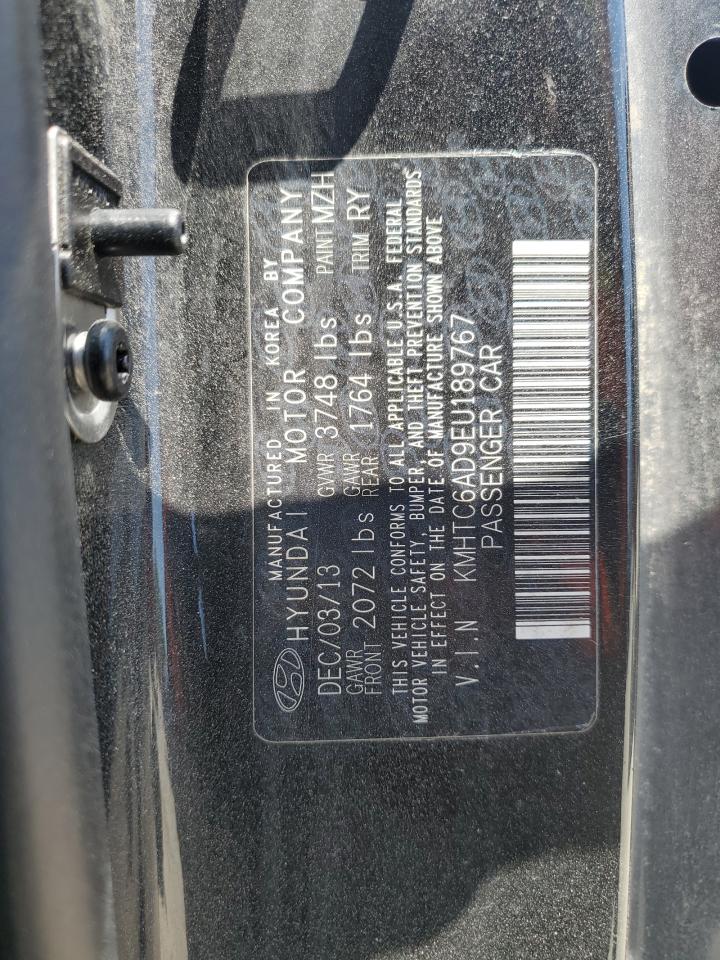 MANUFACTURED IN KOREA BY
HYUNDAI MOTOR COMPANY
DEC/03/13 GVWR 3748 lbs PAINT MZH
GAWR FRONT 2072 lbs GAWR REAR 1764 lbs TRIM RY
THIS VEHICLE CONFORMS TO ALL APPLICABLE U.S.A. FEDERAL
MOTOR VEHICLE SAFETY, BUMPER, AND THEFT PREVENTION STANDARDS
IN EFFECT ON THE DATE OF MANUFACTURE SHOWN ABOVE
V.I.N KMHTC6AD9EU189767
PASSENGER CAR